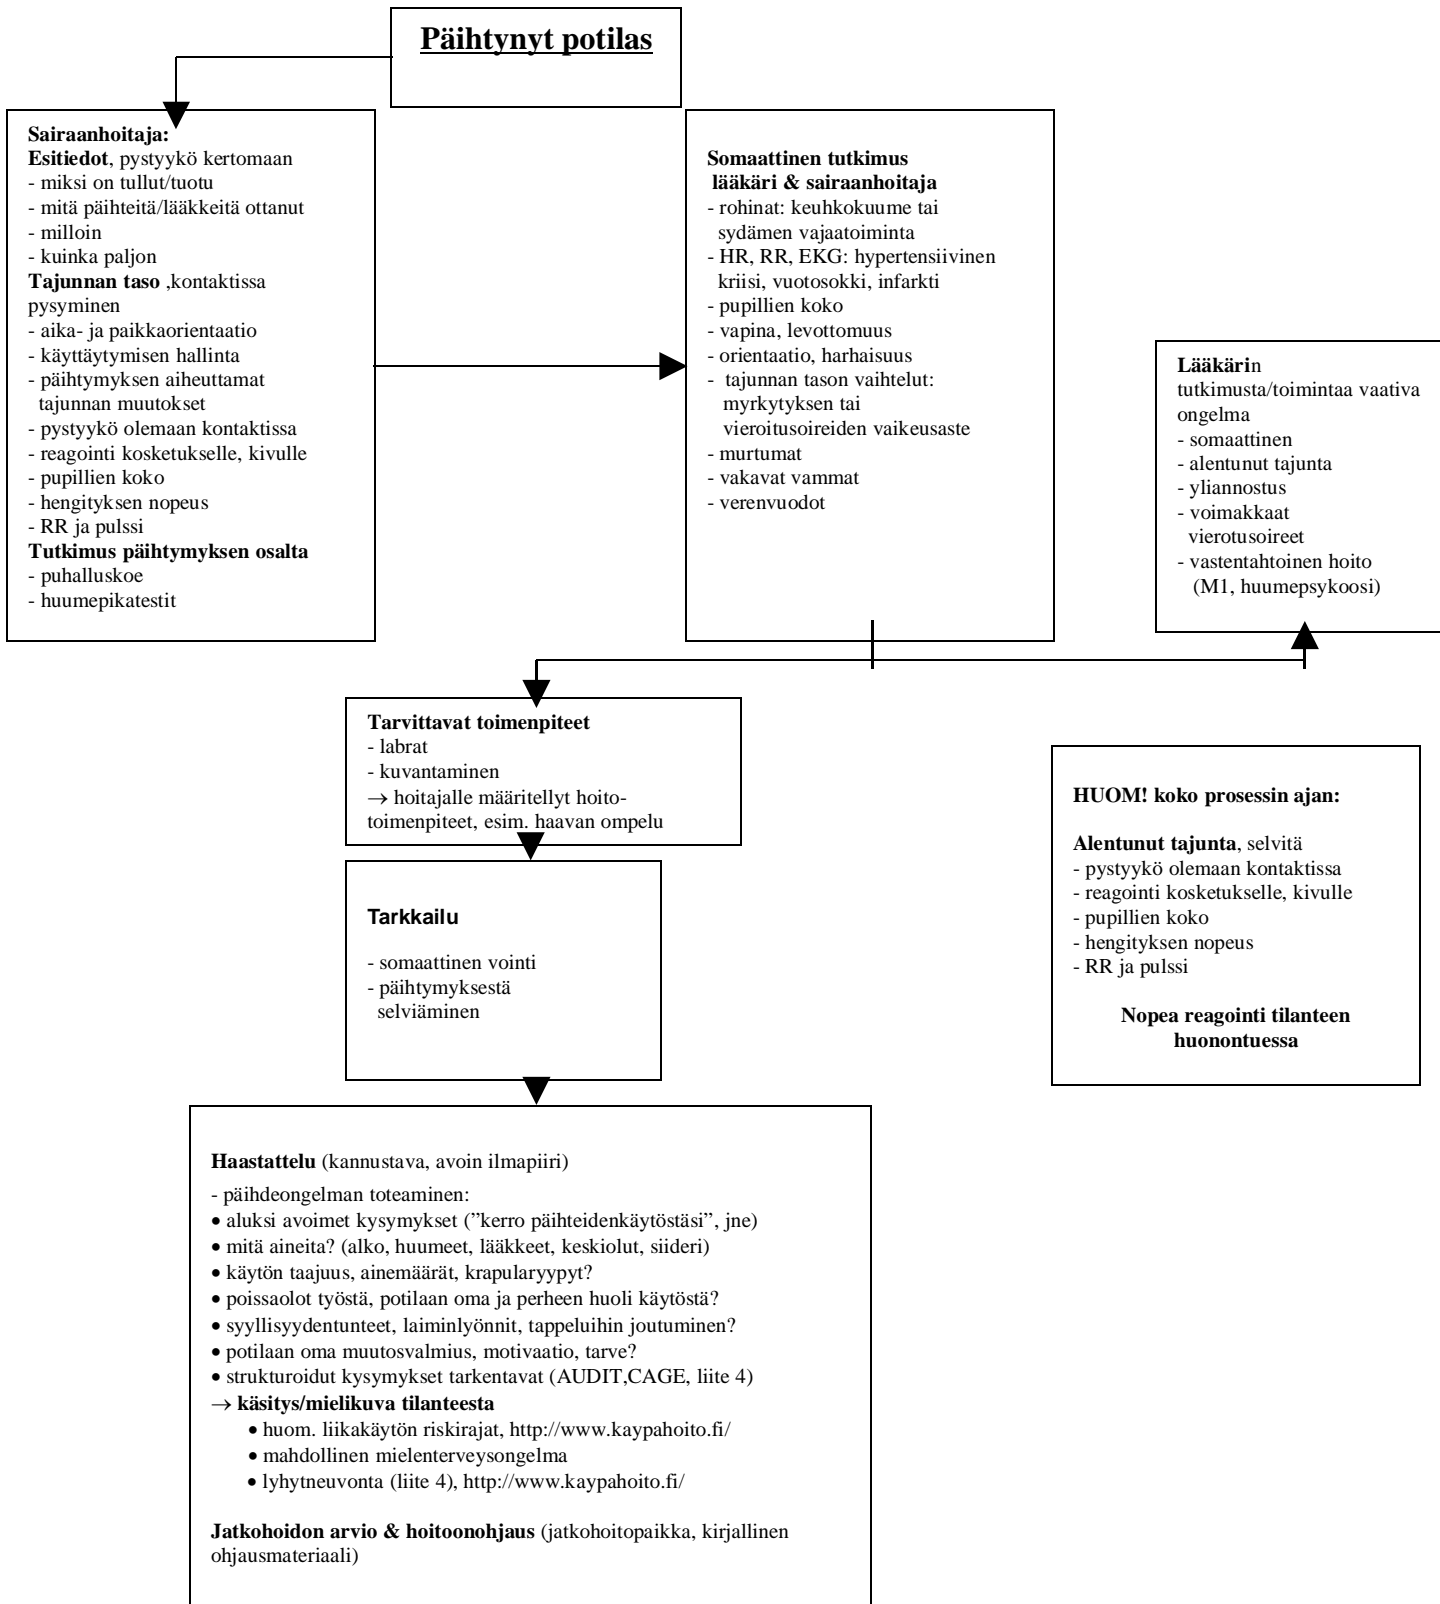 Päihtynyt potilas
Sairaanhoitaja:
Esitiedot, pystyykö kertomaan
- miksi on tullut/tuotu
- mitä päihteitä/lääkkeitä ottanut
- milloin
- kuinka paljon
Tajunnan taso ,kontaktissa
pysyminen
- aika- ja paikkaorientaatio
- käyttäytymisen hallinta
- päihtymyksen aiheuttamat
tajunnan muutokset
- pystyykö olemaan kontaktissa
- reagointi kosketukselle, kivulle
- pupillien koko
- hengityksen nopeus
- RR ja pulssi
Tutkimus päihtymyksen osalta
- puhalluskoe
- huumepikatestit
Somaattinen tutkimus
lääkäri & sairaanhoitaja
- rohinat: keuhkokuume tai
sydämen vajaatoiminta
- HR, RR, EKG: hypertensiivinen
kriisi, vuotosokki, infarkti
- pupillien koko
- vapina, levottomuus
- orientaatio, harhaisuus
- tajunnan tason vaihtelut:
myrkytyksen tai
vieroitusoireiden vaikeusaste
- murtumat
- vakavat vammat
- verenvuodot
Lääkärin
tutkimusta/toimintaa vaativa
ongelma
- somaattinen
- alentunut tajunta
- yliannostus
- voimakkaat
vierotusoireet
- vastentahtoinen hoito
(M1, huumepsykoosi)
Tarvittavat toimenpiteet
- labrat
- kuvantaminen
→ hoitajalle määritellyt hoito-
toimenpiteet, esim. haavan ompelu
HUOM! koko prosessin ajan:
Alentunut tajunta, selvitä
- pystyykö olemaan kontaktissa
- reagointi kosketukselle, kivulle
- pupillien koko
- hengityksen nopeus
- RR ja pulssi
Nopea reagointi tilanteen
huonontuessa
Tarkkailu
- somaattinen vointi
- päihtymyksestä
selviäminen
Haastattelu (kannustava, avoin ilmapiiri)
- päihdeongelman toteaminen:
• aluksi avoimet kysymykset (”kerro päihteidenkäytöstäsi”, jne)
• mitä aineita? (alko, huumeet, lääkkeet, keskiolut, siideri)
• käytön taajuus, ainemäärät, krapularyypyt?
• poissaolot työstä, potilaan oma ja perheen huoli käytöstä?
• syyllisyydentunteet, laiminlyönnit, tappeluihin joutuminen?
• potilaan oma muutosvalmius, motivaatio, tarve?
• strukturoidut kysymykset tarkentavat (AUDIT,CAGE, liite 4)
→ käsitys/mielikuva tilanteesta
• huom. liikakäytön riskirajat, http://www.kaypahoito.fi/
• mahdollinen mielenterveysongelma
• lyhytneuvonta (liite 4), http://www.kaypahoito.fi/
Jatkohoidon arvio & hoitoonohjaus (jatkohoitopaikka, kirjallinen
ohjausmateriaali)